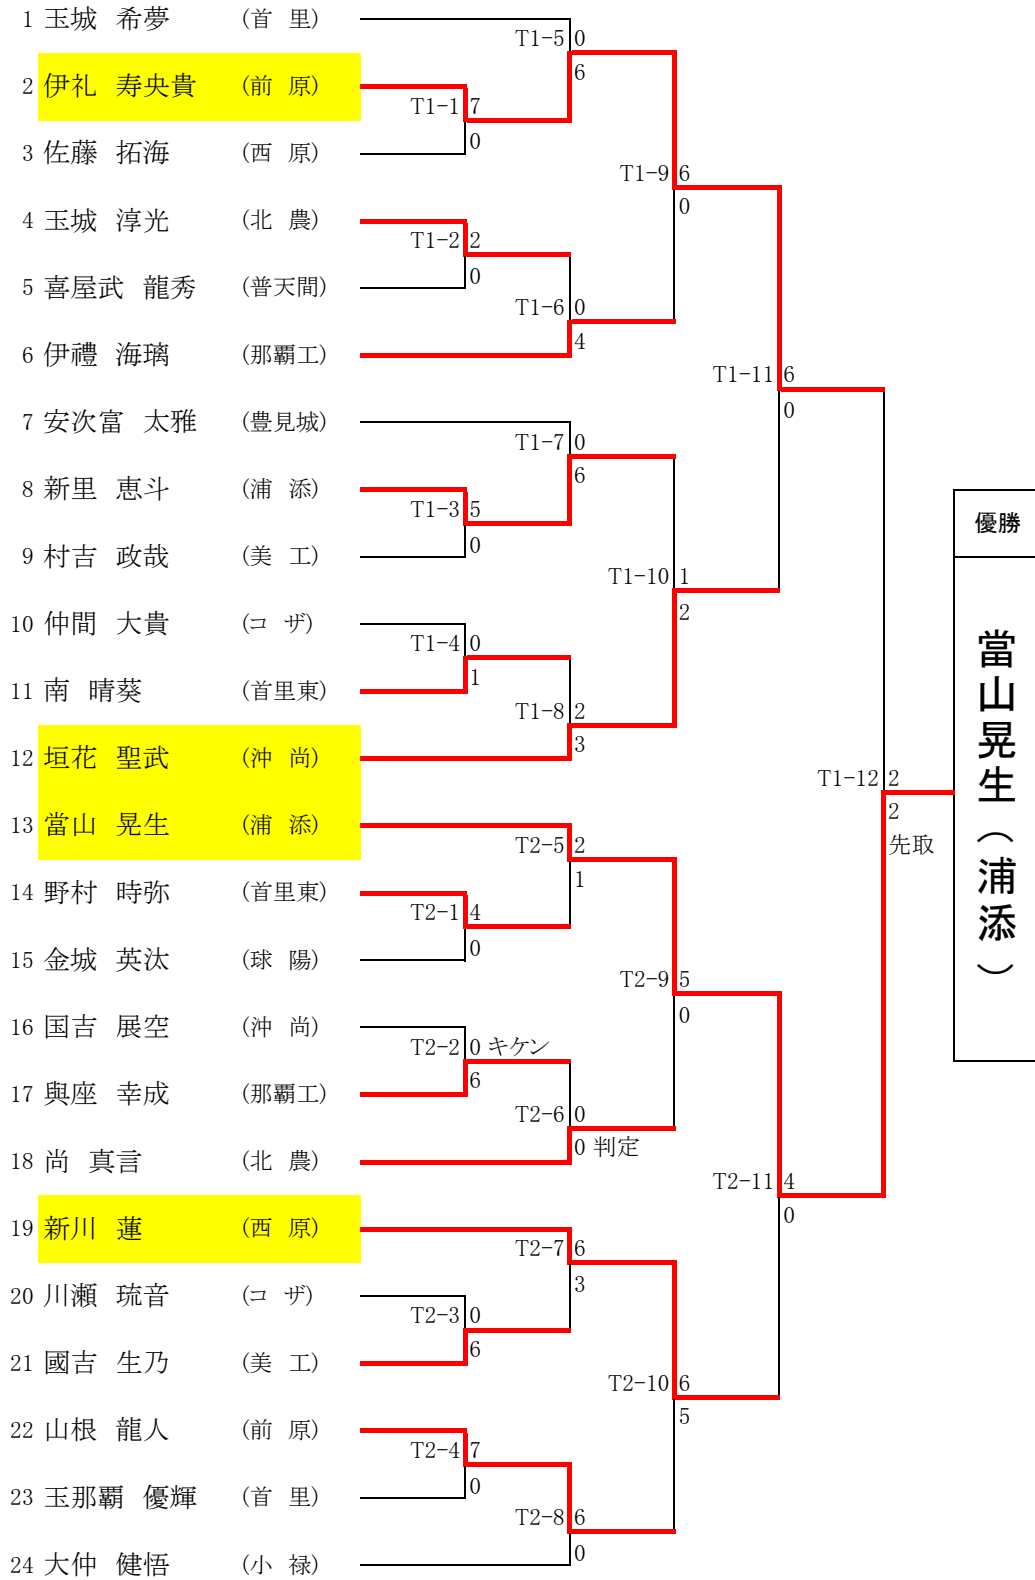 1 玉城 希夢 (首 里)
T1-5 0
6
2 伊礼 寿央貴 (前 原)
T1-1 7
0
3 佐藤 拓海 (西 原)
T1-9 6
0
4 玉城 淳光 (北 農)
T1-2 2
0
5 喜屋武 龍秀 (普天間)
T1-6 0
4
6 伊禮 海璃 (那覇工)
T1-11 6
0
7 安次富 太雅 (豊見城)
T1-7 0
6
8 新里 恵斗 (浦 添)
T1-3 5
0
9 村吉 政哉 (美 工)
T1-10 1
2
10 仲間 大貴 (コ ザ)
T1-4 0
1
11 南 晴葵 (首里東)
T1-8 2
3
12 垣花 聖武 (沖 尚)
T1-12 2
2
先取
13 當山 晃生 (浦 添)
T2-5 2
1
14 野村 時弥 (首里東)
T2-1 4
0
15 金城 英汰 (球 陽)
T2-9 5
0
16 国吉 展空 (沖 尚)
T2-2 0 キケン
6
17 與座 幸成 (那覇工)
T2-6 0
0 判定
18 尚 真言 (北 農)
T2-11 4
0
19 新川 蓮 (西 原)
T2-7 6
3
20 川瀬 琉音 (コ ザ)
T2-3 0
6
21 國吉 生乃 (美 工)
T2-10 6
5
22 山根 龍人 (前 原)
T2-4 7
0
23 玉那覇 優輝 (首 里)
T2-8 6
0
24 大仲 健悟 (小 禄)
優勝
當山晃生(浦添)